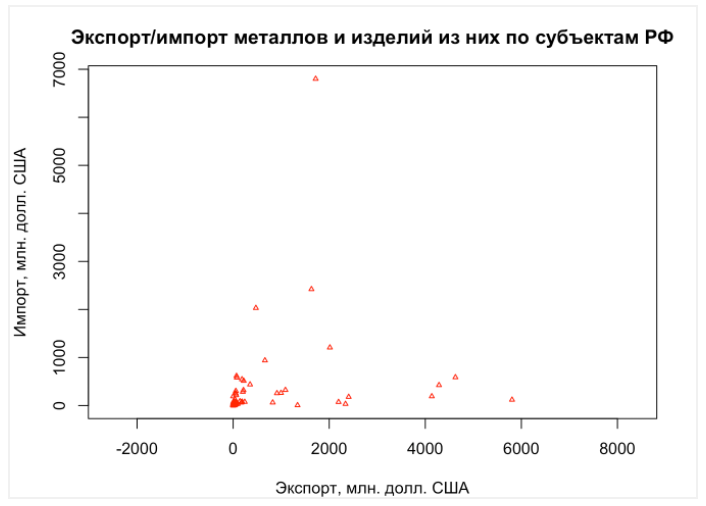 Экспорт/импорт металлов и изделий из них по субъектам РФ
7000
5000
3000
1000
0
Импорт, млн. долл. США
-2000 0 2000 4000 6000 8000
Экспорт, млн. долл. США